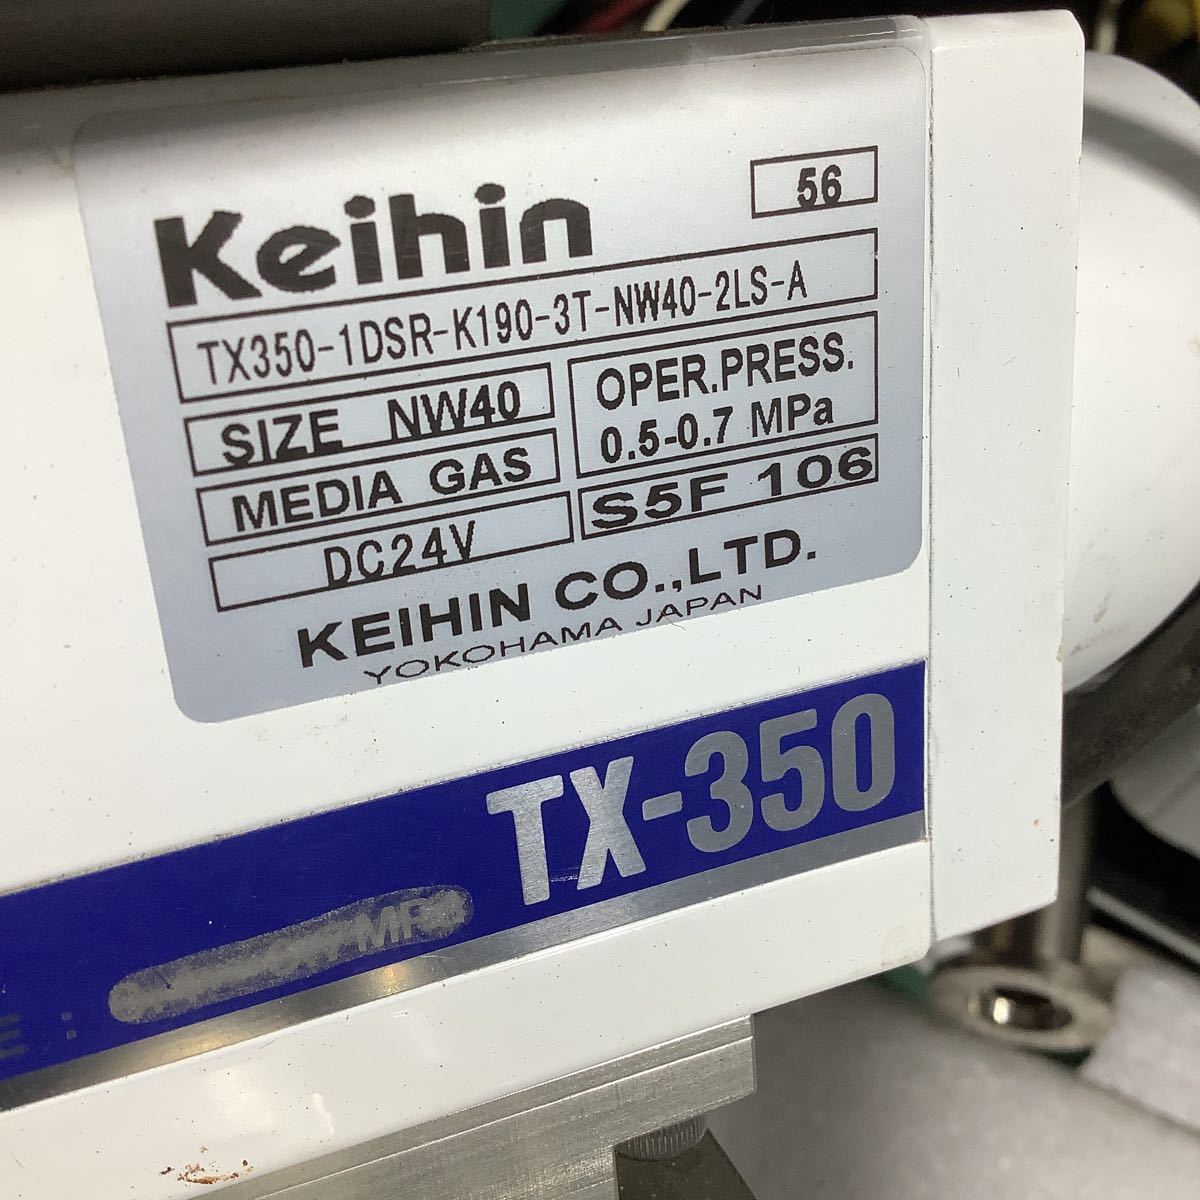 Keihin
56
TX350-1DSR-K190-3T-NW40-2LS-A
SIZE NW40
OPER.PRESS.
0.5-0.7 MPa
MEDIA GAS
S5F 106
DC24V
KEIHIN CO.,LTD.
YOKOHAMA JAPAN
TX-350
E :